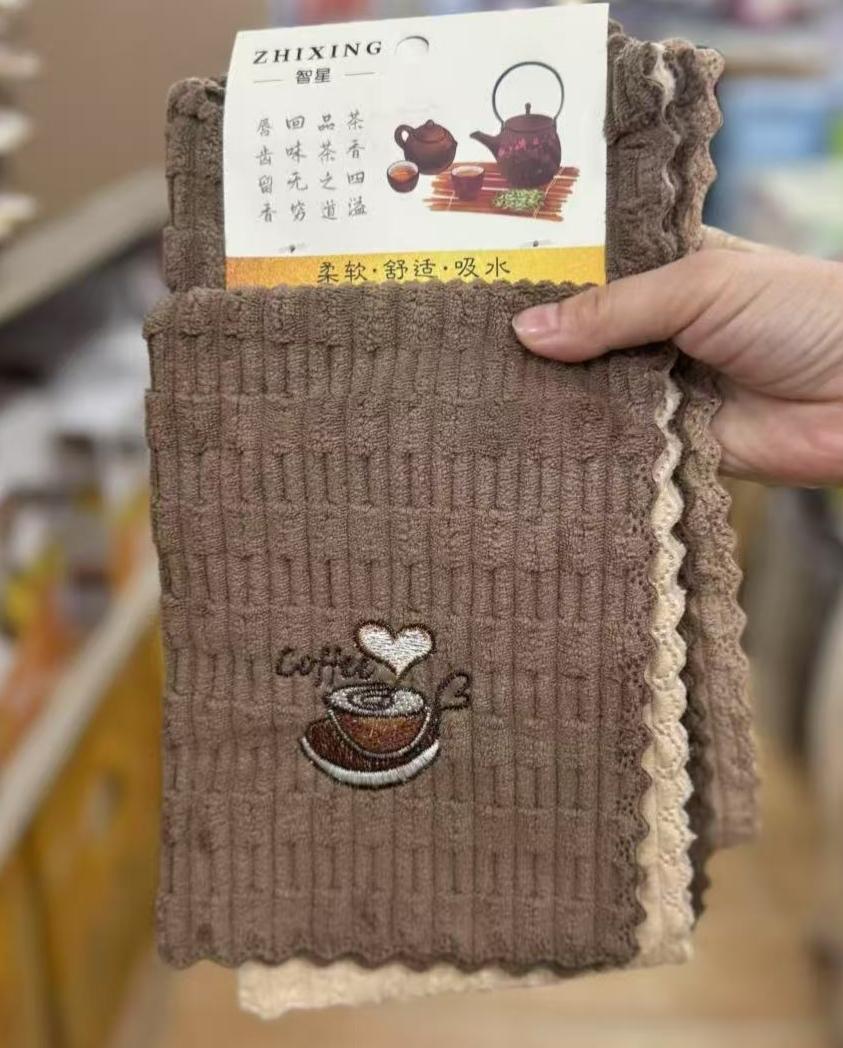 ZHIXING
智星
茶香四溢
品茶之道
回味无穷
唇齿留香
柔软·舒适·吸水
Coffee